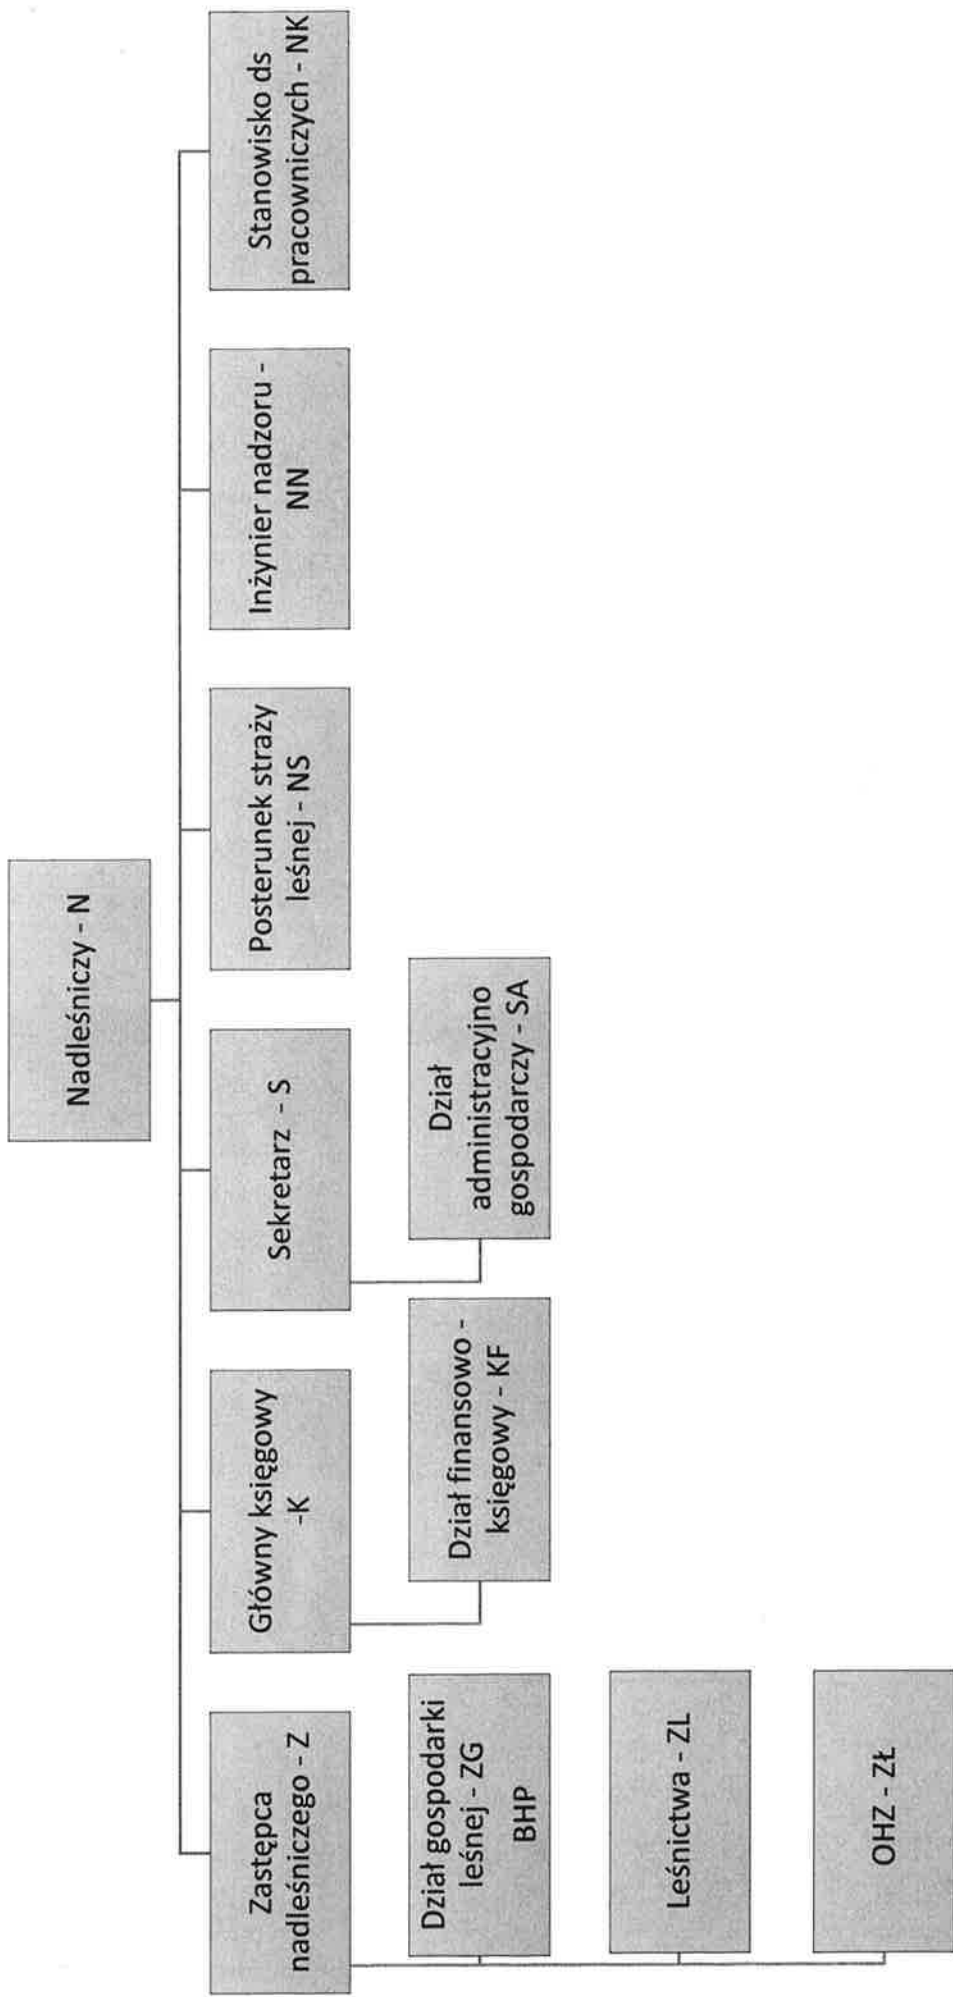 Nadleśniczy - N
Zastępca
nadleśniczego - Z
Główny księgowy
-K
Sekretarz - S
Posterunek straży
leśnej - NS
Inżynier nadzoru -
NN
Stanowisko ds
pracowniczych - NK
Dział gospodarki
leśnej - ZG
BHP
Dział finansowo -
księgowy - KF
Dział
administracyjno
gospodarczy - SA
Leśnictwa - ZL
OHZ - ZŁ